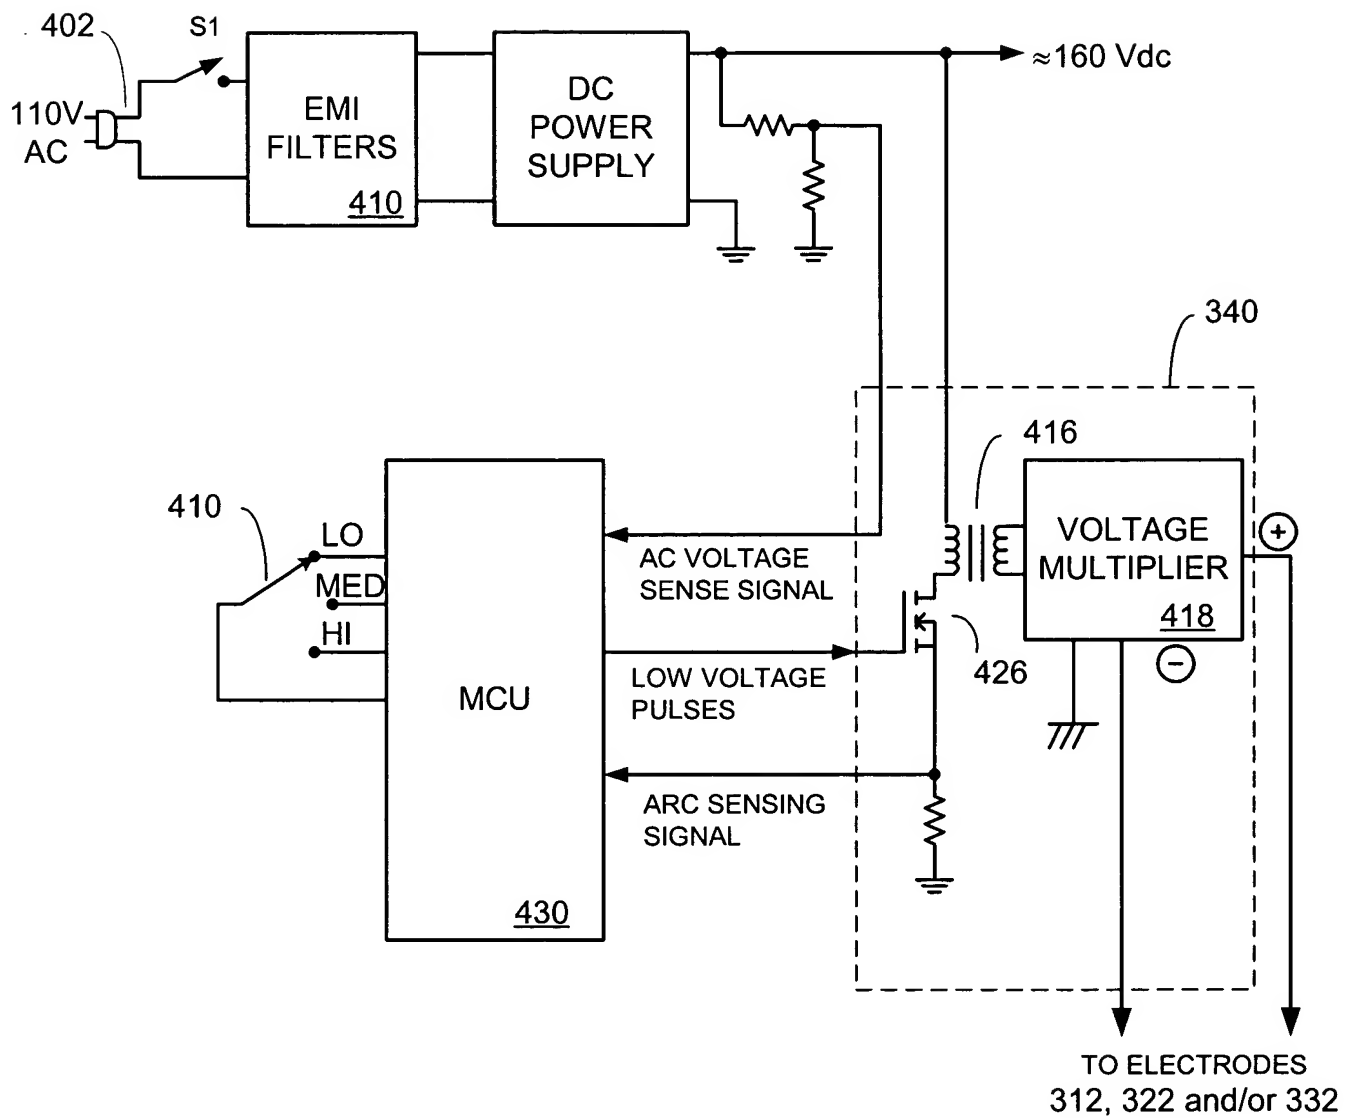 402
S1
110V
AC
EMI
FILTERS
410
DC
POWER
SUPPLY
≈160 Vdc
340
416
410
LO
MED
HI
MCU
430
AC VOLTAGE
SENSE SIGNAL
LOW VOLTAGE
PULSES
ARC SENSING
SIGNAL
426
VOLTAGE
MULTIPLIER
418
+
−
TO ELECTRODES
312, 322 and/or 332